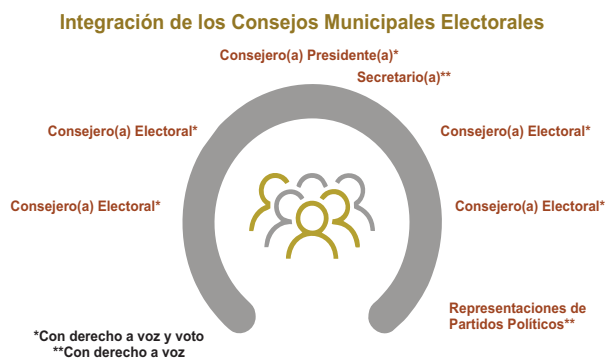 Integración de los Consejos Municipales Electorales
Consejero(a) Presidente(a)*
Secretario(a)**
Consejero(a) Electoral*
Consejero(a) Electoral*
Consejero(a) Electoral*
Consejero(a) Electoral*
Representaciones de
Partidos Políticos**
*Con derecho a voz y voto
**Con derecho a voz